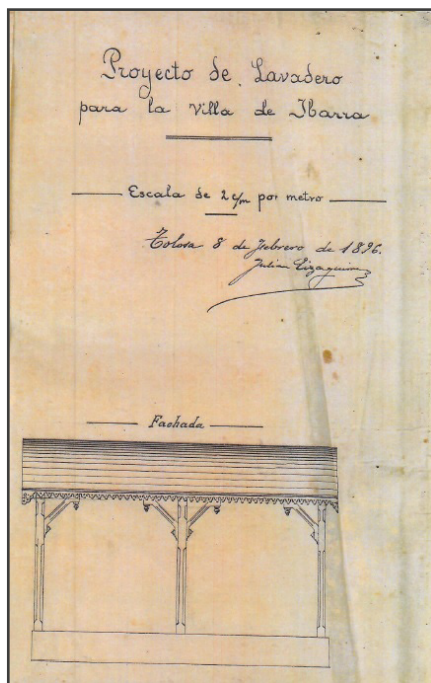 Proyecto de Lavadero
para la villa de Ibarra
Escala de 2 c/m por metro
Tolosa 8 de Febrero de 1896.
Julian
Fachada